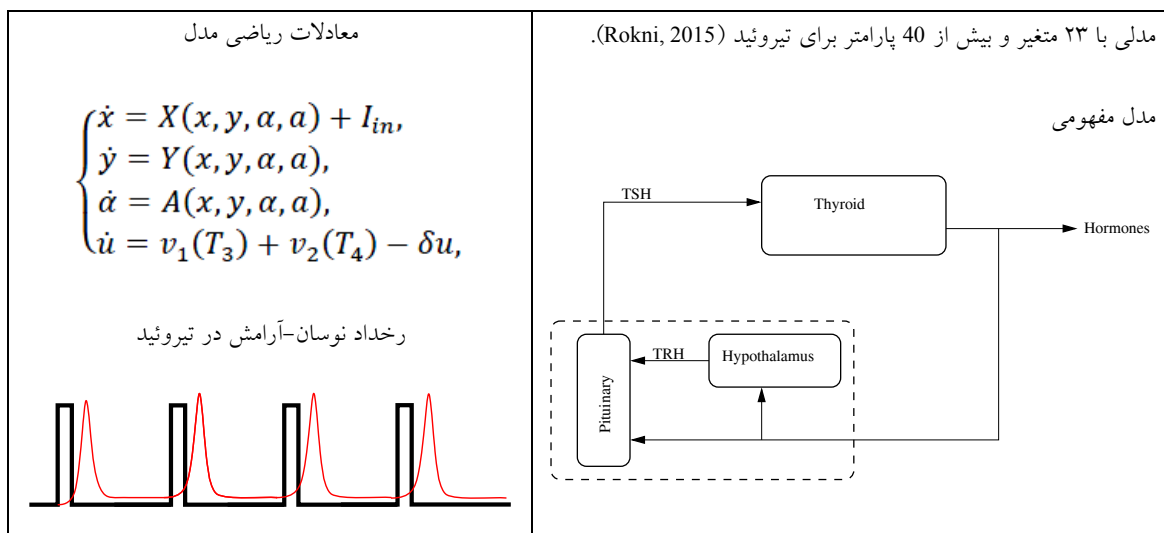 مدلی با ۲۳ متغیر و بیش از 40 پارامتر برای تیروئید (Rokni, 2015).
مدل مفهومی
TSH
Thyroid
Hormones
TRH
Hypothalamus
Pituinary
معادلات ریاضی مدل
ẋ = X(x, y, α, a) + I_in,
ẏ = Y(x, y, α, a),
α̇ = A(x, y, α, a),
u̇ = v₁(T₃) + v₂(T₄) − δu,
رخداد نوسان-آرامش در تیروئید